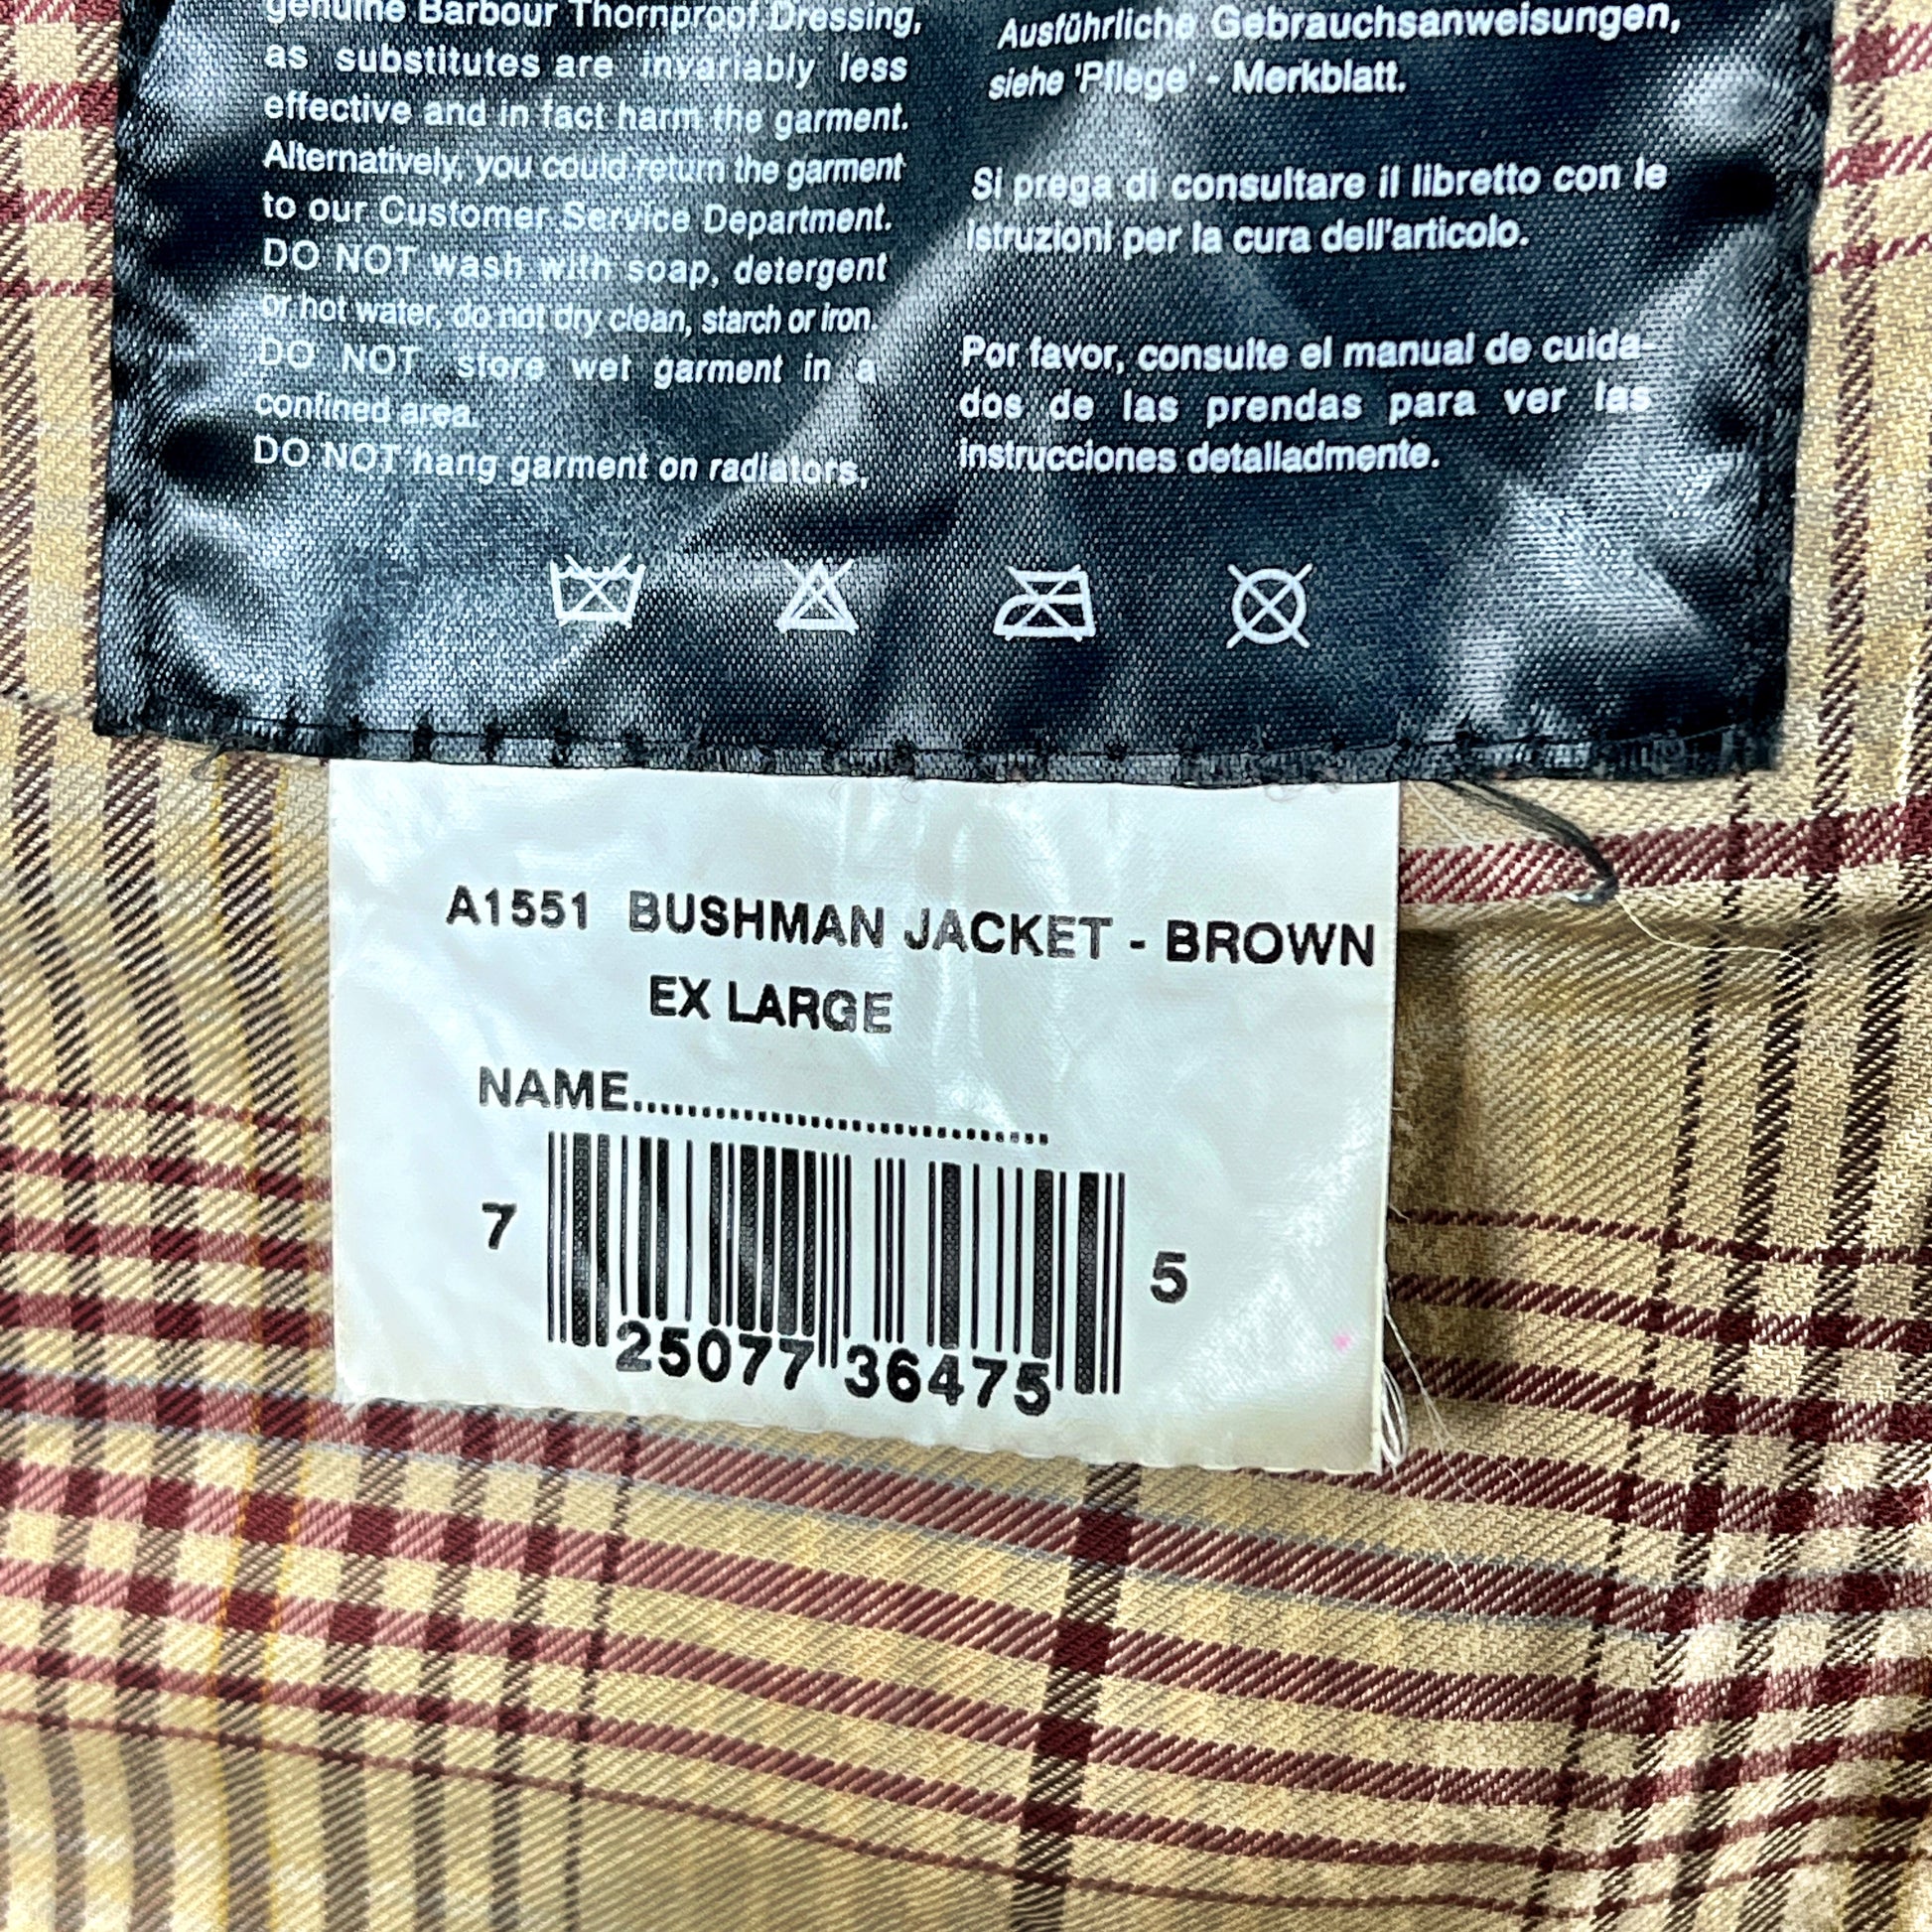 genuine Barbour Thornproof Dressing,
as substitutes are invariably less
effective and in fact harm the garment.
Alternatively, you could return the garment
to our Customer Service Department.
DO NOT wash with soap, detergent
or hot water, do not dry clean, starch or iron.
DO NOT store wet garment in a
confined area.
DO NOT hang garment on radiators.
Ausführliche Gebrauchsanweisungen,
siehe 'Pflege' - Merkblatt.
Si prega di consultare il libretto con le
istruzioni per la cura dell'articolo.
Por favor, consulte el manual de cuida-
dos de las prendas para ver las
instrucciones detalladmente.
A1551 BUSHMAN JACKET - BROWN
EX LARGE
NAME.......................................
7 25077 36475 5